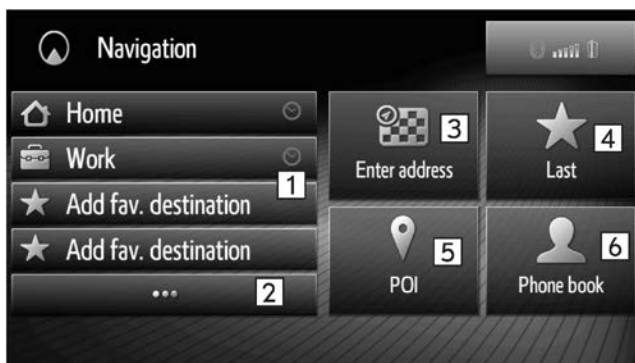 Navigation
Home
Work
1
Add fav. destination
Add fav. destination
... 2
3
Enter address
4
Last
5
POI
6
Phone book